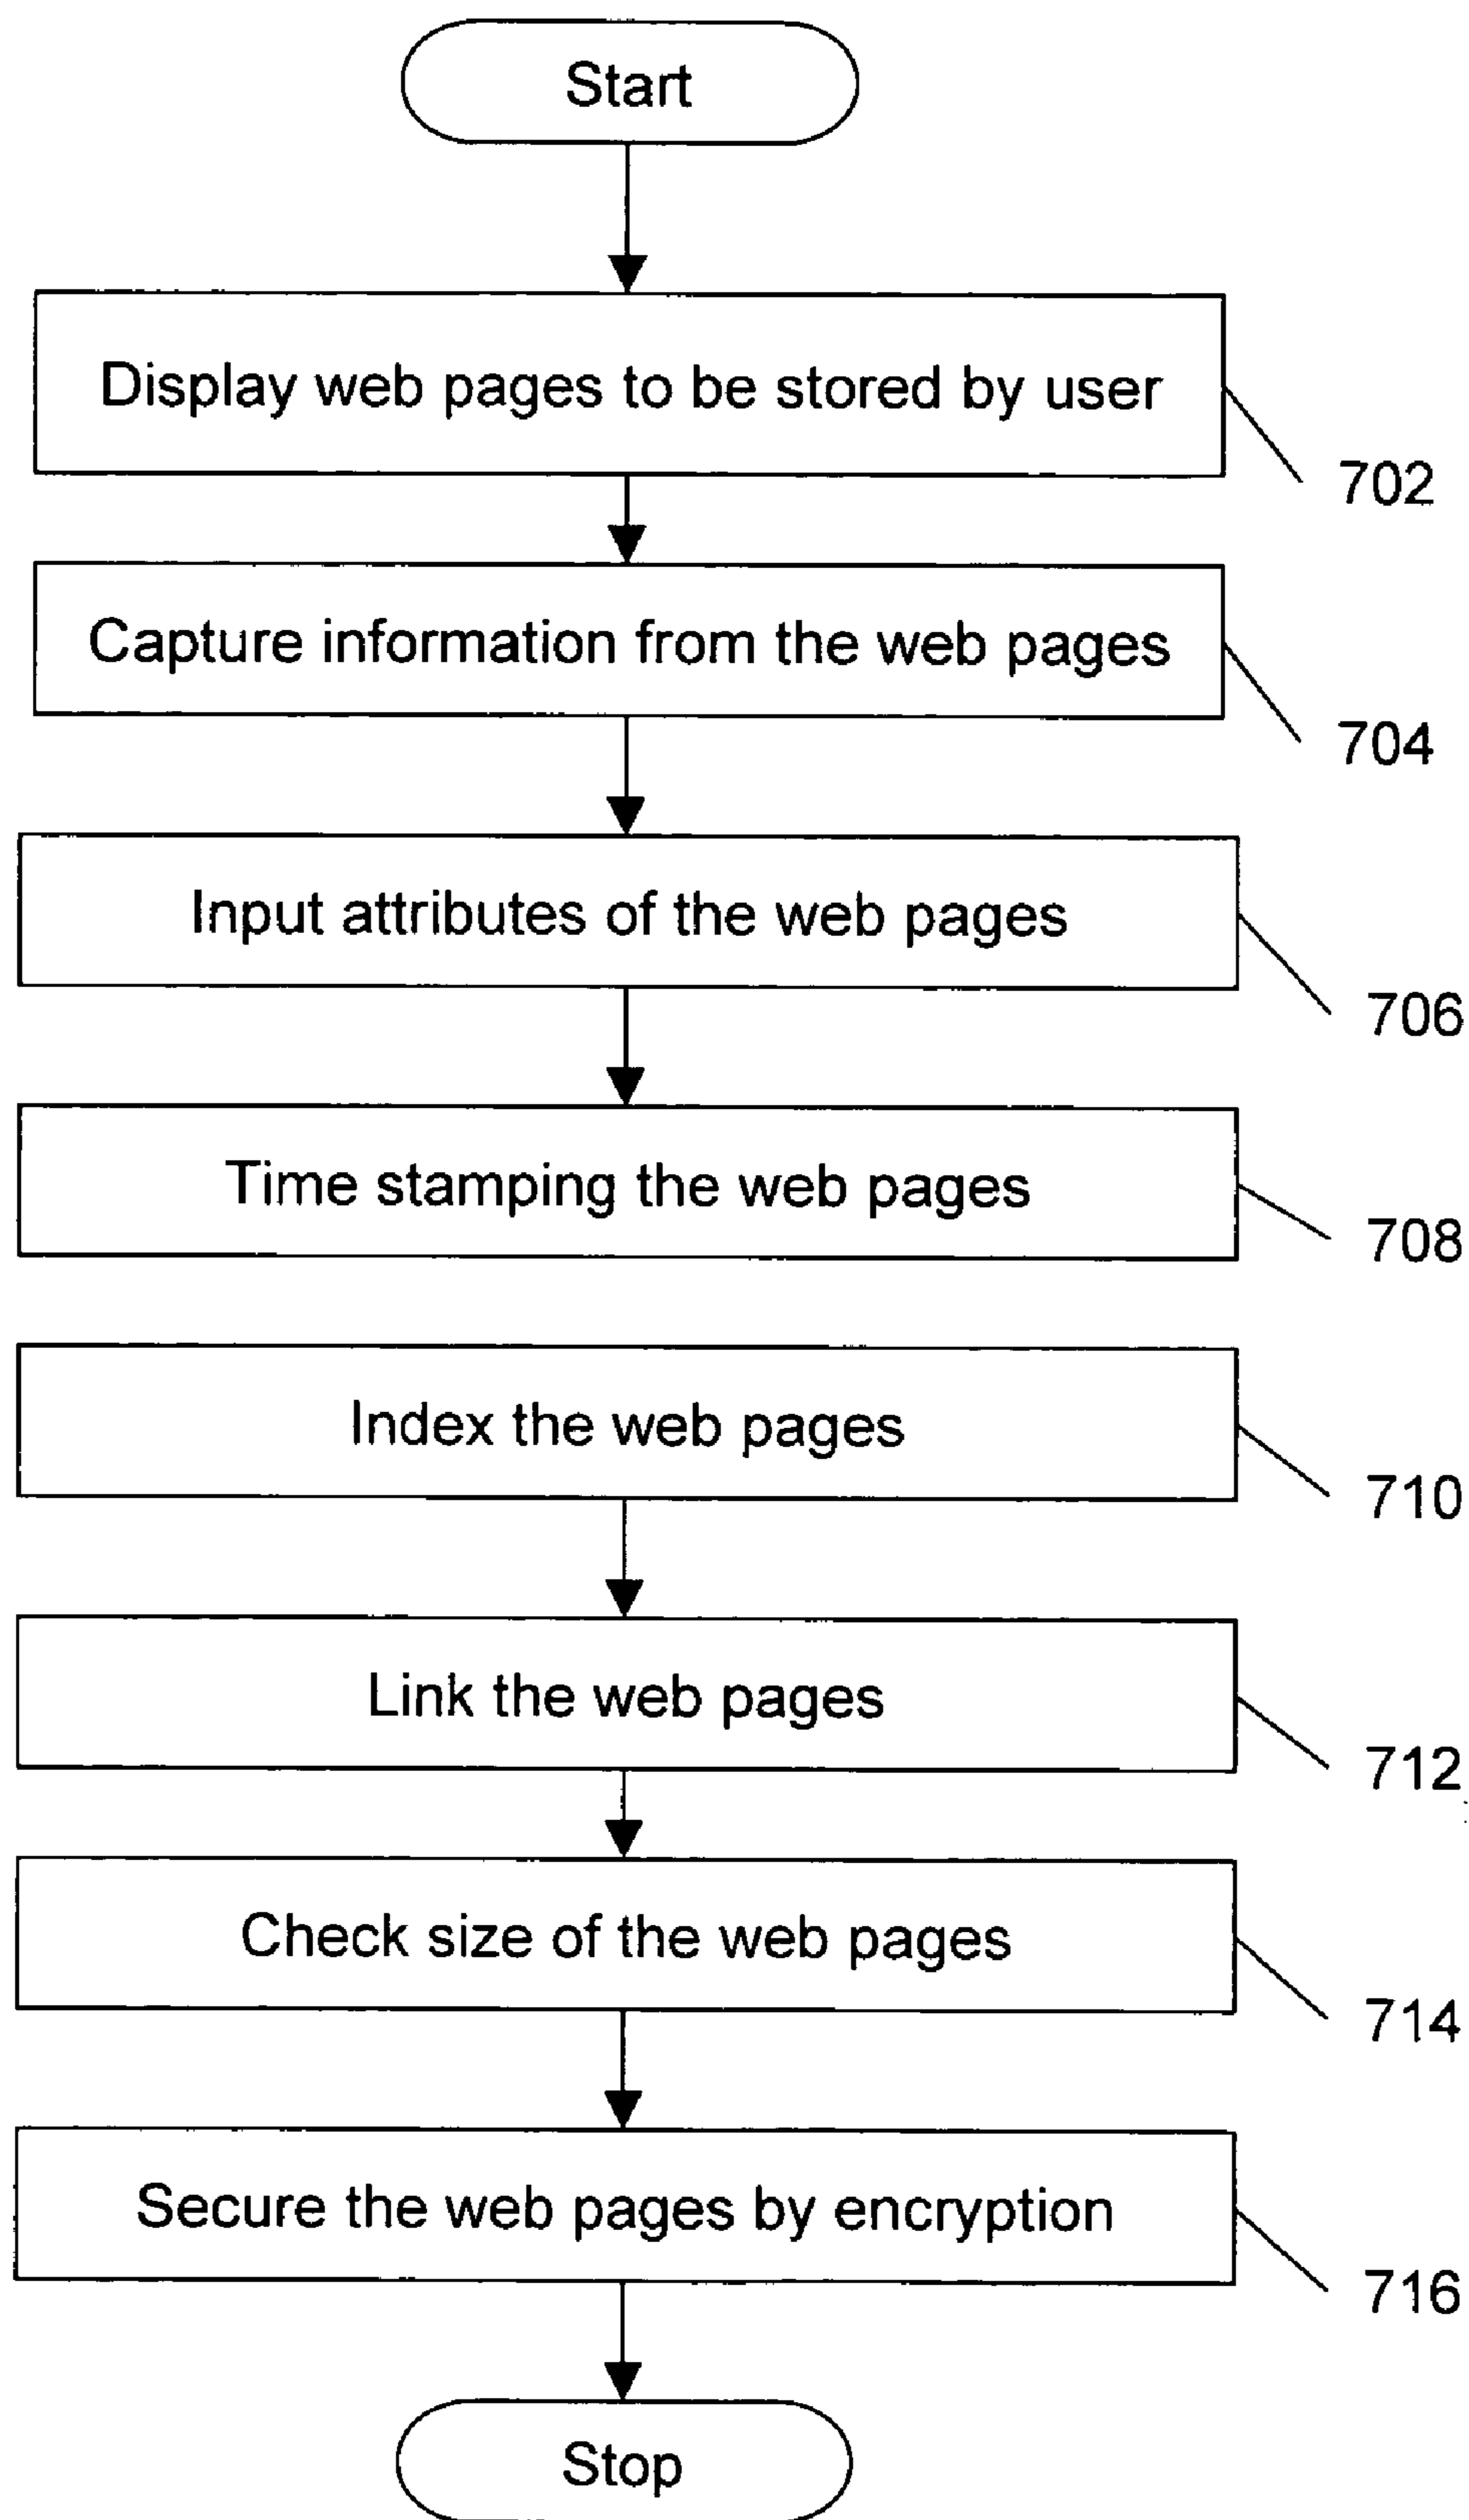 Start
Display web pages to be stored by user
702
Capture information from the web pages
704
Input attributes of the web pages
706
Time stamping the web pages
708
Index the web pages
710
Link the web pages
712
Check size of the web pages
714
Secure the web pages by encryption
716
Stop